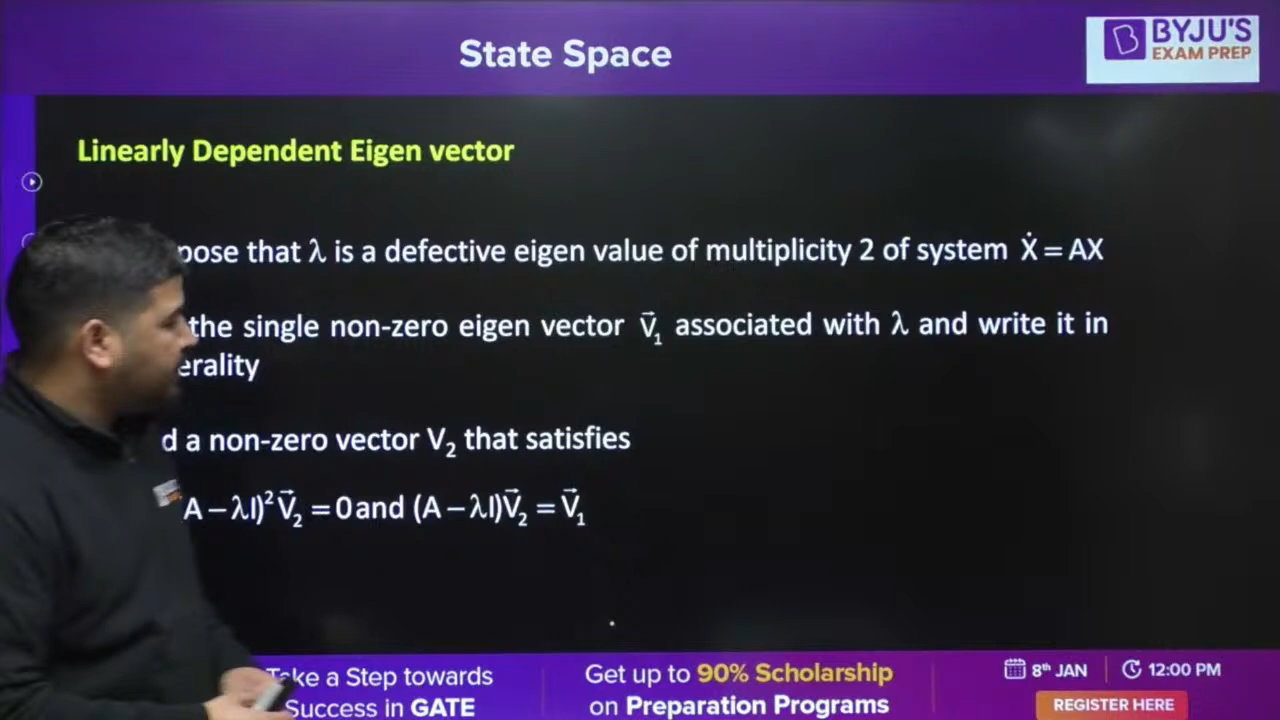 State Space
BYJU'S
EXAM PREP
Linearly Dependent Eigen vector
that λ is a defective eigen value of multiplicity 2 of system Ẋ = AX
the single non-zero eigen vector V⃗₁ associated with λ and write it in
a non-zero vector V₂ that satisfies
A – λI)² V⃗₂ = 0 and (A – λI)V⃗₂ = V⃗₁
Take a Step towards
Success in GATE
Get up to 90% Scholarship
on Preparation Programs
8th JAN
12:00 PM
REGISTER HERE